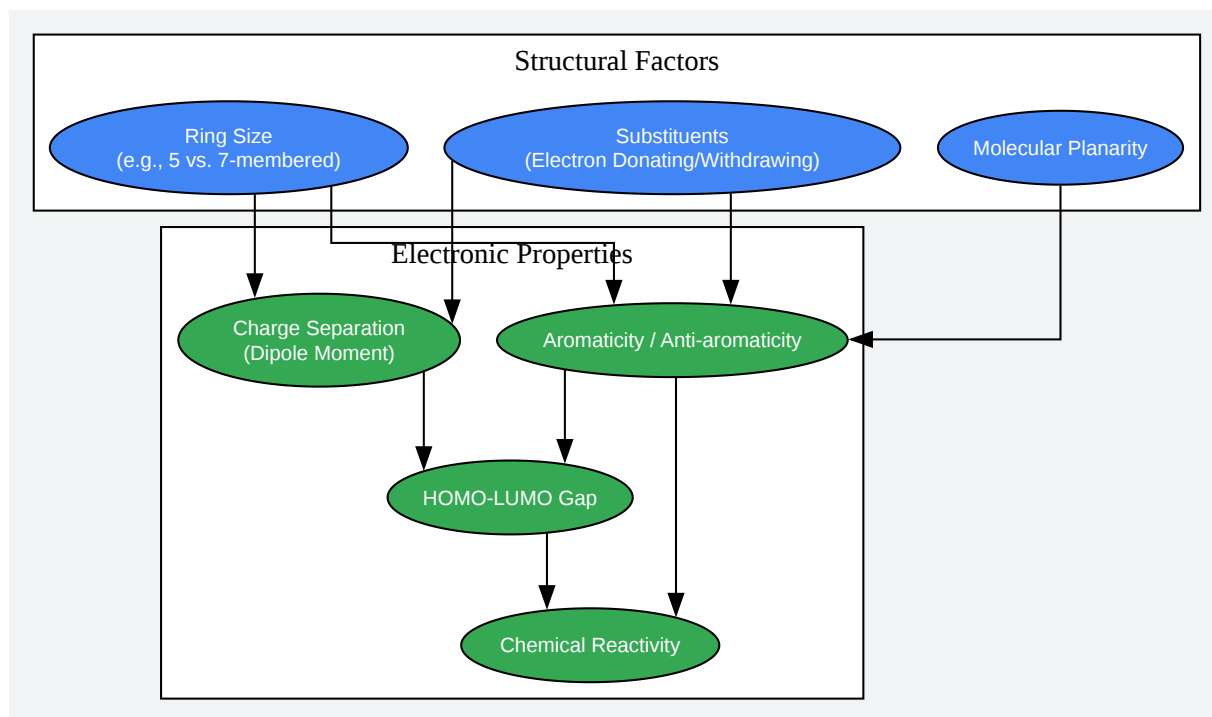 Structural Factors
Ring Size
(e.g., 5 vs. 7-membered)
Substituents
(Electron Donating/Withdrawing)
Molecular Planarity
Electronic Properties
Charge Separation
(Dipole Moment)
Aromaticity / Anti-aromaticity
HOMO-LUMO Gap
Chemical Reactivity